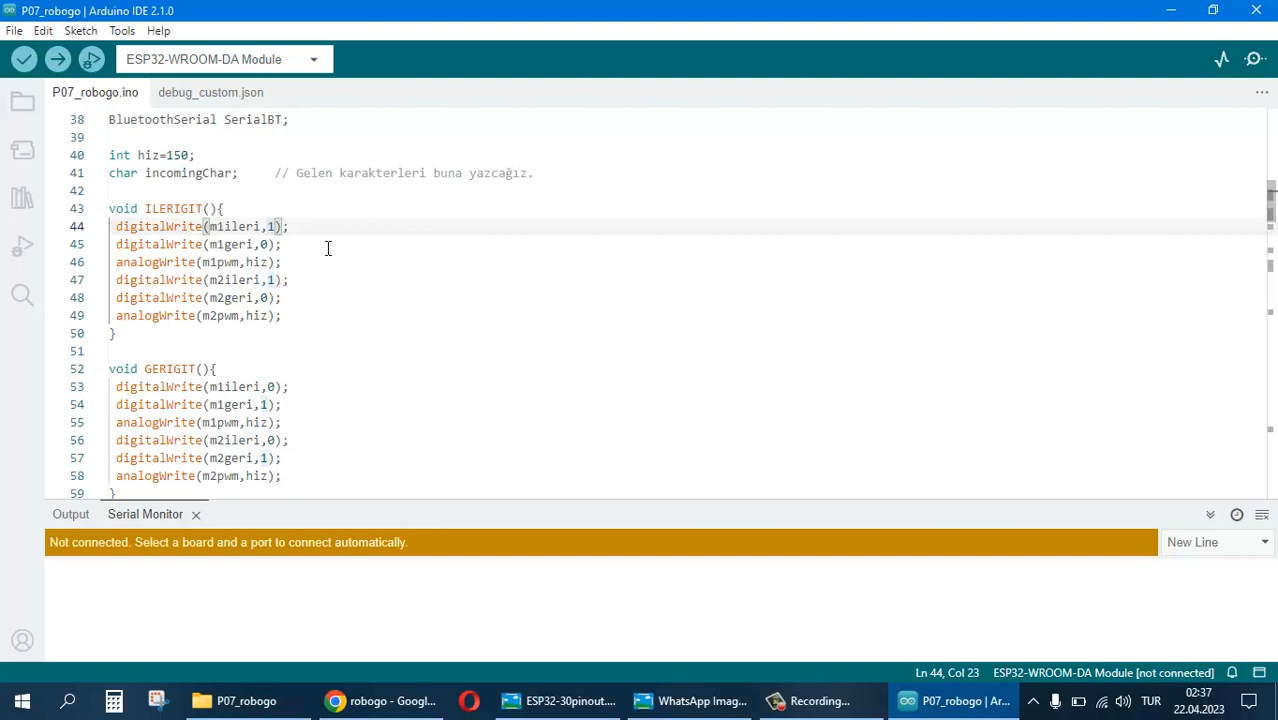 P07_robogo | Arduino IDE 2.1.0
File Edit Sketch Tools Help
ESP32-WROOM-DA Module
P07_robogo.ino debug_custom.json
38 BluetoothSerial SerialBT;
39
40 int hiz=150;
41 char incomingChar; // Gelen karakterleri buna yazcağız.
42
43 void ILERIGIT(){
44 digitalWrite(m1ileri,1);
45 digitalWrite(m1geri,0);
46 analogWrite(m1pwm,hiz);
47 digitalWrite(m2ileri,1);
48 digitalWrite(m2geri,0);
49 analogWrite(m2pwm,hiz);
50 }
51
52 void GERIGIT(){
53 digitalWrite(m1ileri,0);
54 digitalWrite(m1geri,1);
55 analogWrite(m1pwm,hiz);
56 digitalWrite(m2ileri,0);
57 digitalWrite(m2geri,1);
58 analogWrite(m2pwm,hiz);
59 }
Output Serial Monitor
Not connected. Select a board and a port to connect automatically.
New Line
Ln 44, Col 23 ESP32-WROOM-DA Module [not connected]
P07_robogo robogo - Googl... ESP32-30pinout.... WhatsApp Imag... Recording... P07_robogo | Ar... TUR 02:37
22.04.2023